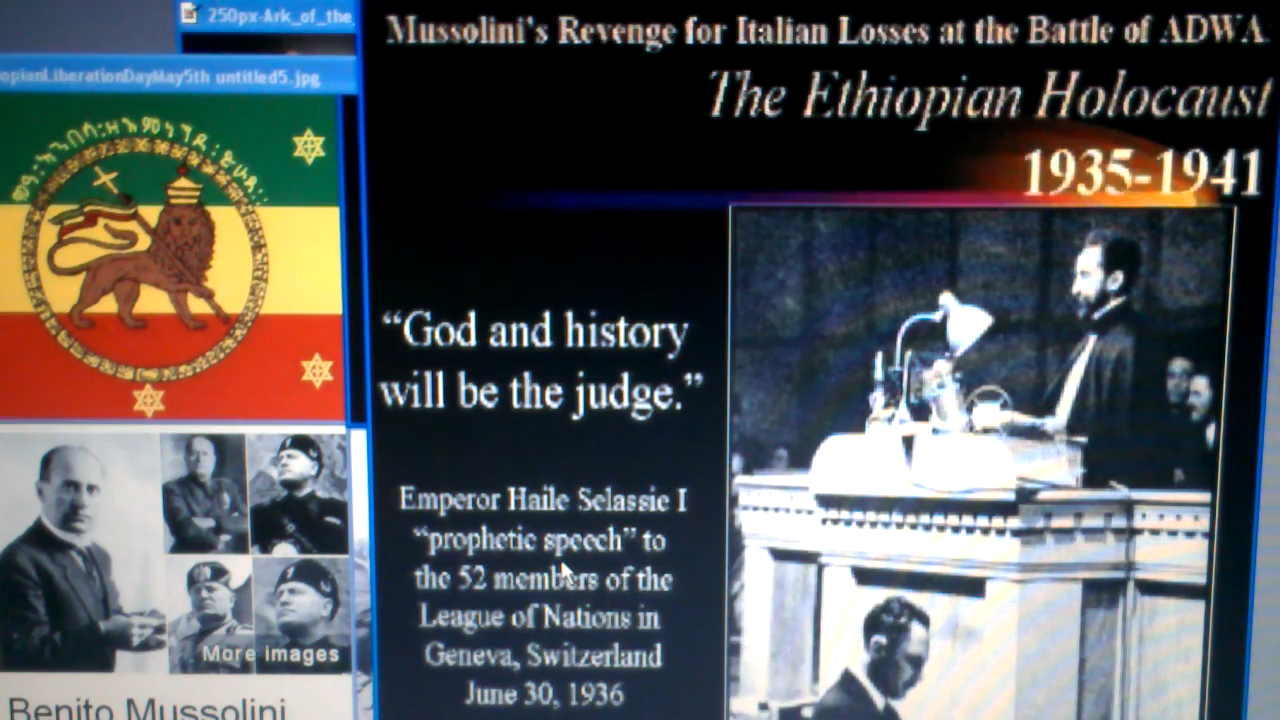 250px-Ark_of_the_
opianLiberationDayMay5th untitled5.jpg
Mussolini's Revenge for Italian Losses at the Battle of ADWA
The Ethiopian Holocaust
1935-1941
“God and history
will be the judge.”
Emperor Haile Selassie I
“prophetic speech” to
the 52 members of the
League of Nations in
Geneva, Switzerland
June 30, 1936
More images
Benito Mussolini